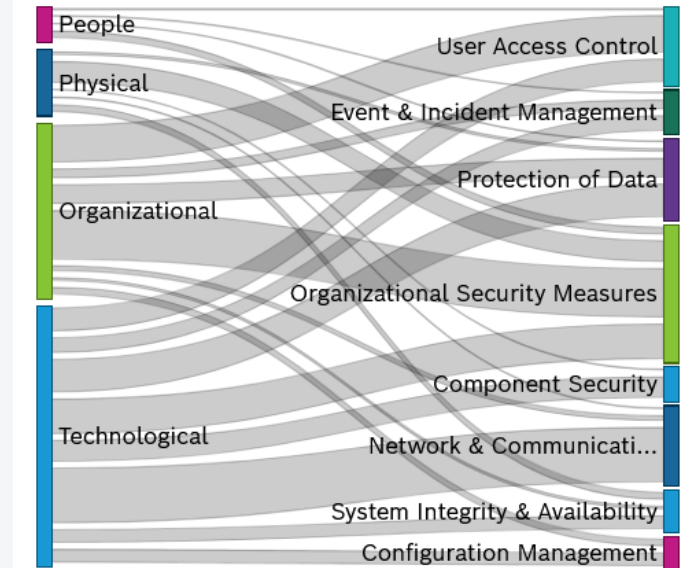 People
Physical
Organizational
Technological
User Access Control
Event & Incident Management
Protection of Data
Organizational Security Measures
Component Security
Network & Communicati...
System Integrity & Availability
Configuration Management